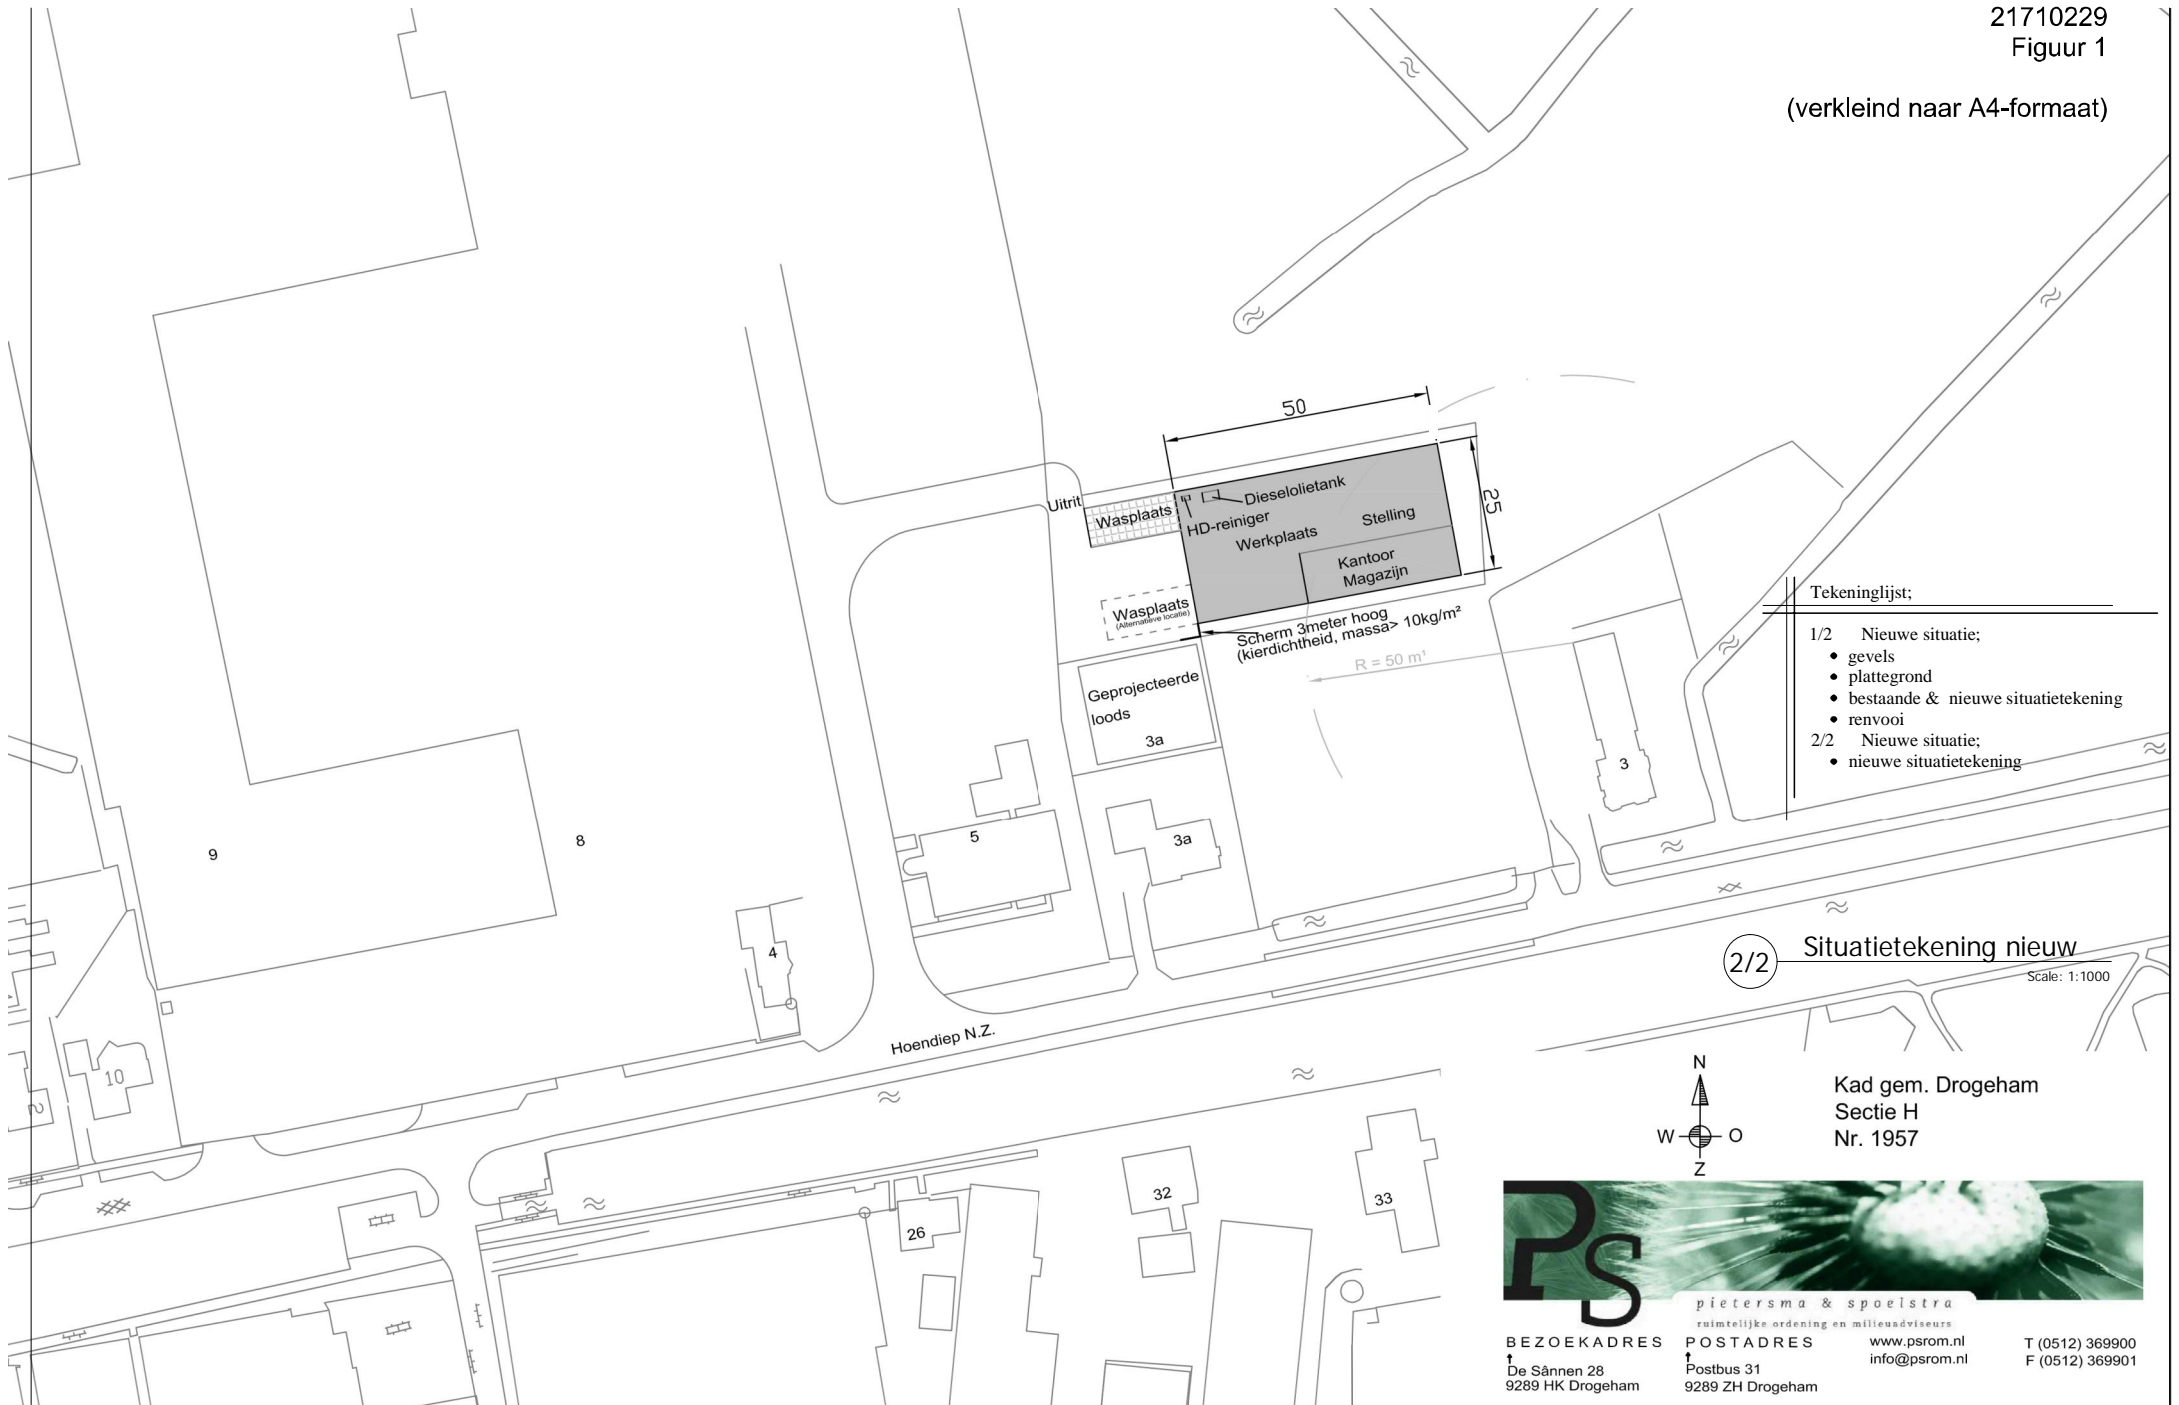 21710229
Figuur 1
(verkleind naar A4-formaat)
50
25
Uitrit
Wasplaats
Dieselolietank
HD-reiniger
Werkplaats
Stelling
Kantoor
Magazijn
Wasplaats
(Alternatieve locatie)
Scherm 3meter hoog
(kierdichtheid, massa> 10kg/m²
R = 50 m¹
Geprojecteerde
loods
3a
Tekeninglijst;
1/2 Nieuwe situatie;
• gevels
• plattegrond
• bestaande & nieuwe situatietekening
• renvooi
2/2 Nieuwe situatie;
• nieuwe situatietekening
3
9
8
5
3a
4
10
Hoendiep N.Z.
2/2
Situatietekening nieuw
Scale: 1:1000
N
W
O
Z
Kad gem. Drogeham
Sectie H
Nr. 1957
26
32
33
PS
pietersma & spoelstra
ruimtelijke ordening en milieuadviseurs
BEZOEKADRES
De Sânnen 28
9289 HK Drogeham
POSTADRES
Postbus 31
9289 ZH Drogeham
www.psrom.nl
info@psrom.nl
T (0512) 369900
F (0512) 369901